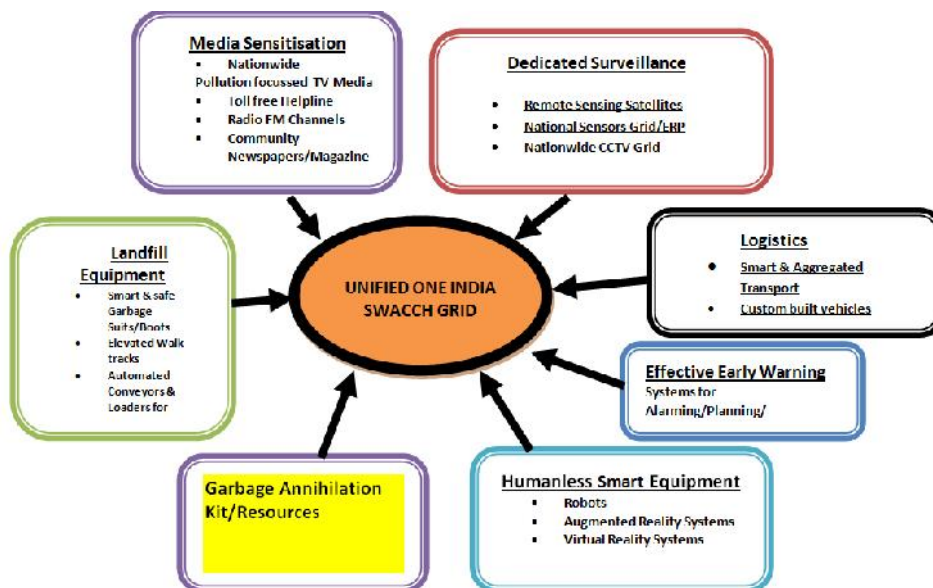 Media Sensitisation
• Nationwide
Pollution focussed TV Media
• Toll free Helpline
• Radio FM Channels
• Community
Newspapers/Magazine
Dedicated Surveillance
• Remote Sensing Satellites
• National Sensors Grid/ERP
• Nationwide CCTV Grid
Landfill
Equipment
• Smart & safe
Garbage
Suits/Boots
• Elevated Walk
tracks
• Automated
Conveyors &
Loaders for
UNIFIED ONE INDIA
SWACCH GRID
Logistics
• Smart & Aggregated
Transport
• Custom built vehicles
Effective Early Warning
Systems for
Alarming/Planning/
Garbage Annihilation
Kit/Resources
Humanless Smart Equipment
• Robots
• Augmented Reality Systems
• Virtual Reality Systems